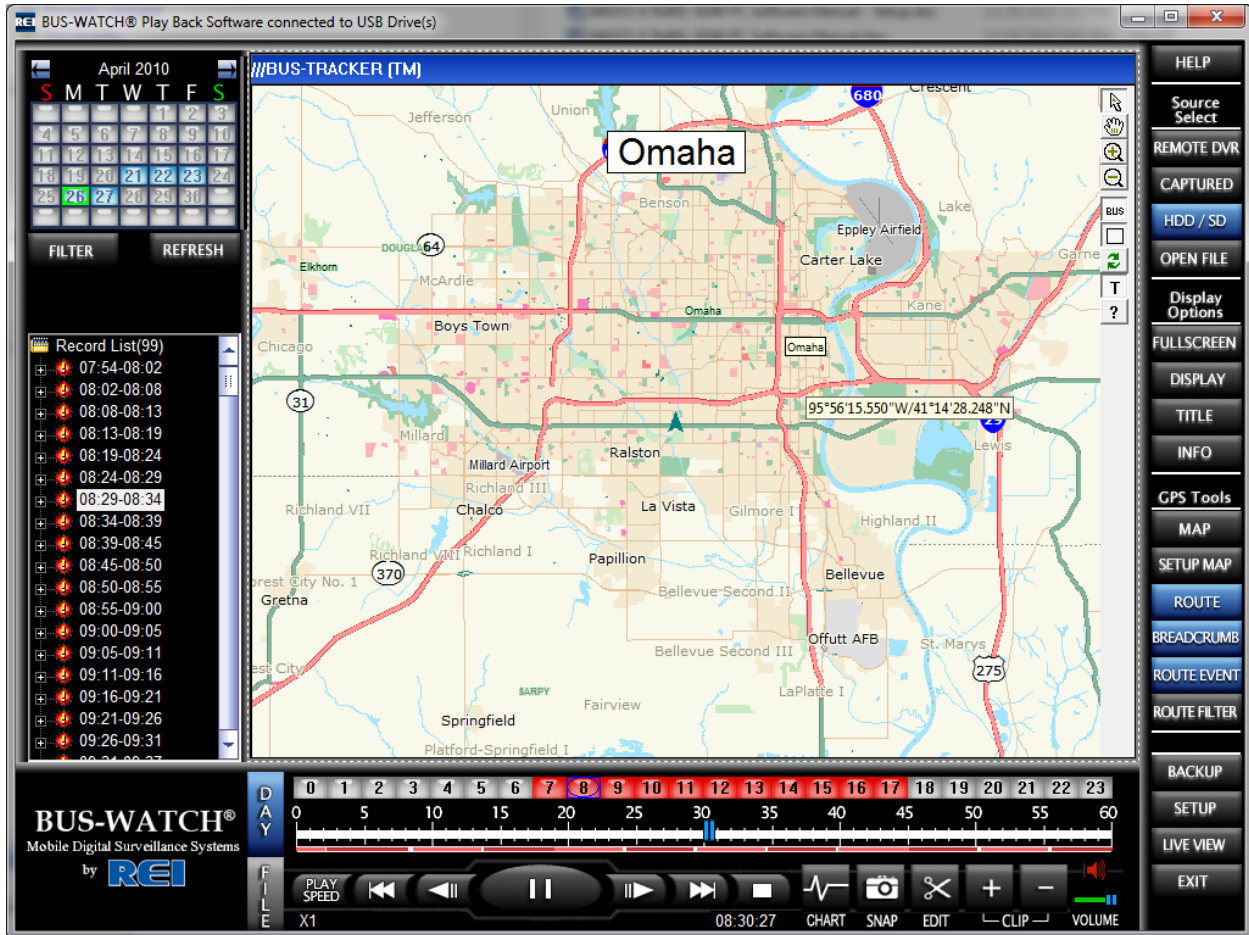 REI BUS-WATCH® Play Back Software connected to USB Drive(s)
April 2010
S M T W T F S
1 2 3
4 5 6 7 8 9 10
11 12 13 14 15 16 17
18 19 20 21 22 23 24
25 26 27 28 29 30
FILTER REFRESH
Record List(99)
07:54-08:02
08:02-08:08
08:08-08:13
08:13-08:19
08:19-08:24
08:24-08:29
08:29-08:34
08:34-08:39
08:39-08:45
08:45-08:50
08:50-08:55
08:55-09:00
09:00-09:05
09:05-09:11
09:11-09:16
09:16-09:21
09:21-09:26
09:26-09:31
///BUS-TRACKER (TM)
680
Crescent
Jefferson
Union
Omaha
Benson
Lake
Eppley Airfield
DOUGLA
64
Carter Lake
Garne
Elkhorn
McArdle
Kane
Omaha
Boys Town
Chicago
Omaha
31
95°56'15.550"W/41°14'28.248"N
29
Lewis
Millard
Ralston
Millard Airport
Richland III
Richland VII
Chalco
La Vista
Gilmore I
Highland II
Richland VIII
Richland I
Papillion
370
orest City No. 1
Bellevue
Gretna
Bellevue Second II
Offutt AFB
St. Marys
Bellevue Second III
est City
275
LaPlatte I
SARPY
Fairview
Springfield
Platford-Springfield I
BUS
T
?
HELP
Source
Select
REMOTE DVR
CAPTURED
HDD / SD
OPEN FILE
Display
Options
FULLSCREEN
DISPLAY
TITLE
INFO
GPS Tools
MAP
SETUP MAP
ROUTE
BREADCRUMB
ROUTE EVENT
ROUTE FILTER
BACKUP
SETUP
LIVE VIEW
EXIT
BUS-WATCH®
Mobile Digital Surveillance Systems
by REI
DAY
0 1 2 3 4 5 6 7 8 9 10 11 12 13 14 15 16 17 18 19 20 21 22 23
0 5 10 15 20 25 30 35 40 45 50 55 60
FILE
PLAY
SPEED
X1
08:30:27
CHART
SNAP
EDIT
+ -
CLIP
VOLUME